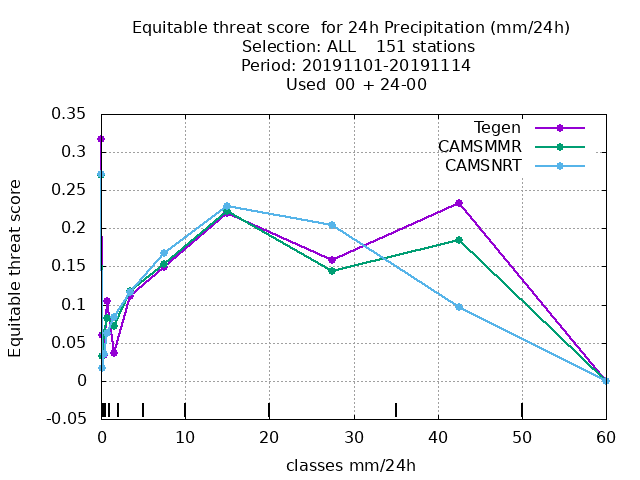 Equitable threat score  for 24h Precipitation (mm/24h)
Selection: ALL    151 stations
Period: 20191101-20191114
Used  00  + 24-00
Equitable threat score
0.35
0.3
0.25
0.2
0.15
0.1
0.05
0
-0.05
Tegen
CAMSMMR
CAMSNRT
0 10 20 30 40 50 60
classes mm/24h